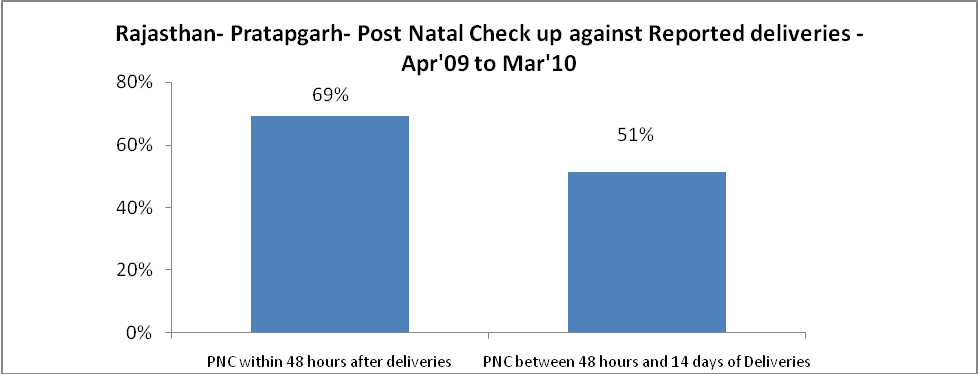 Rajasthan- Pratapgarh- Post Natal Check up against Reported deliveries -
Apr'09 to Mar'10
80%
69%
60%
51%
40%
20%
0%
PNC within 48 hours after deliveries
PNC between 48 hours and 14 days of Deliveries